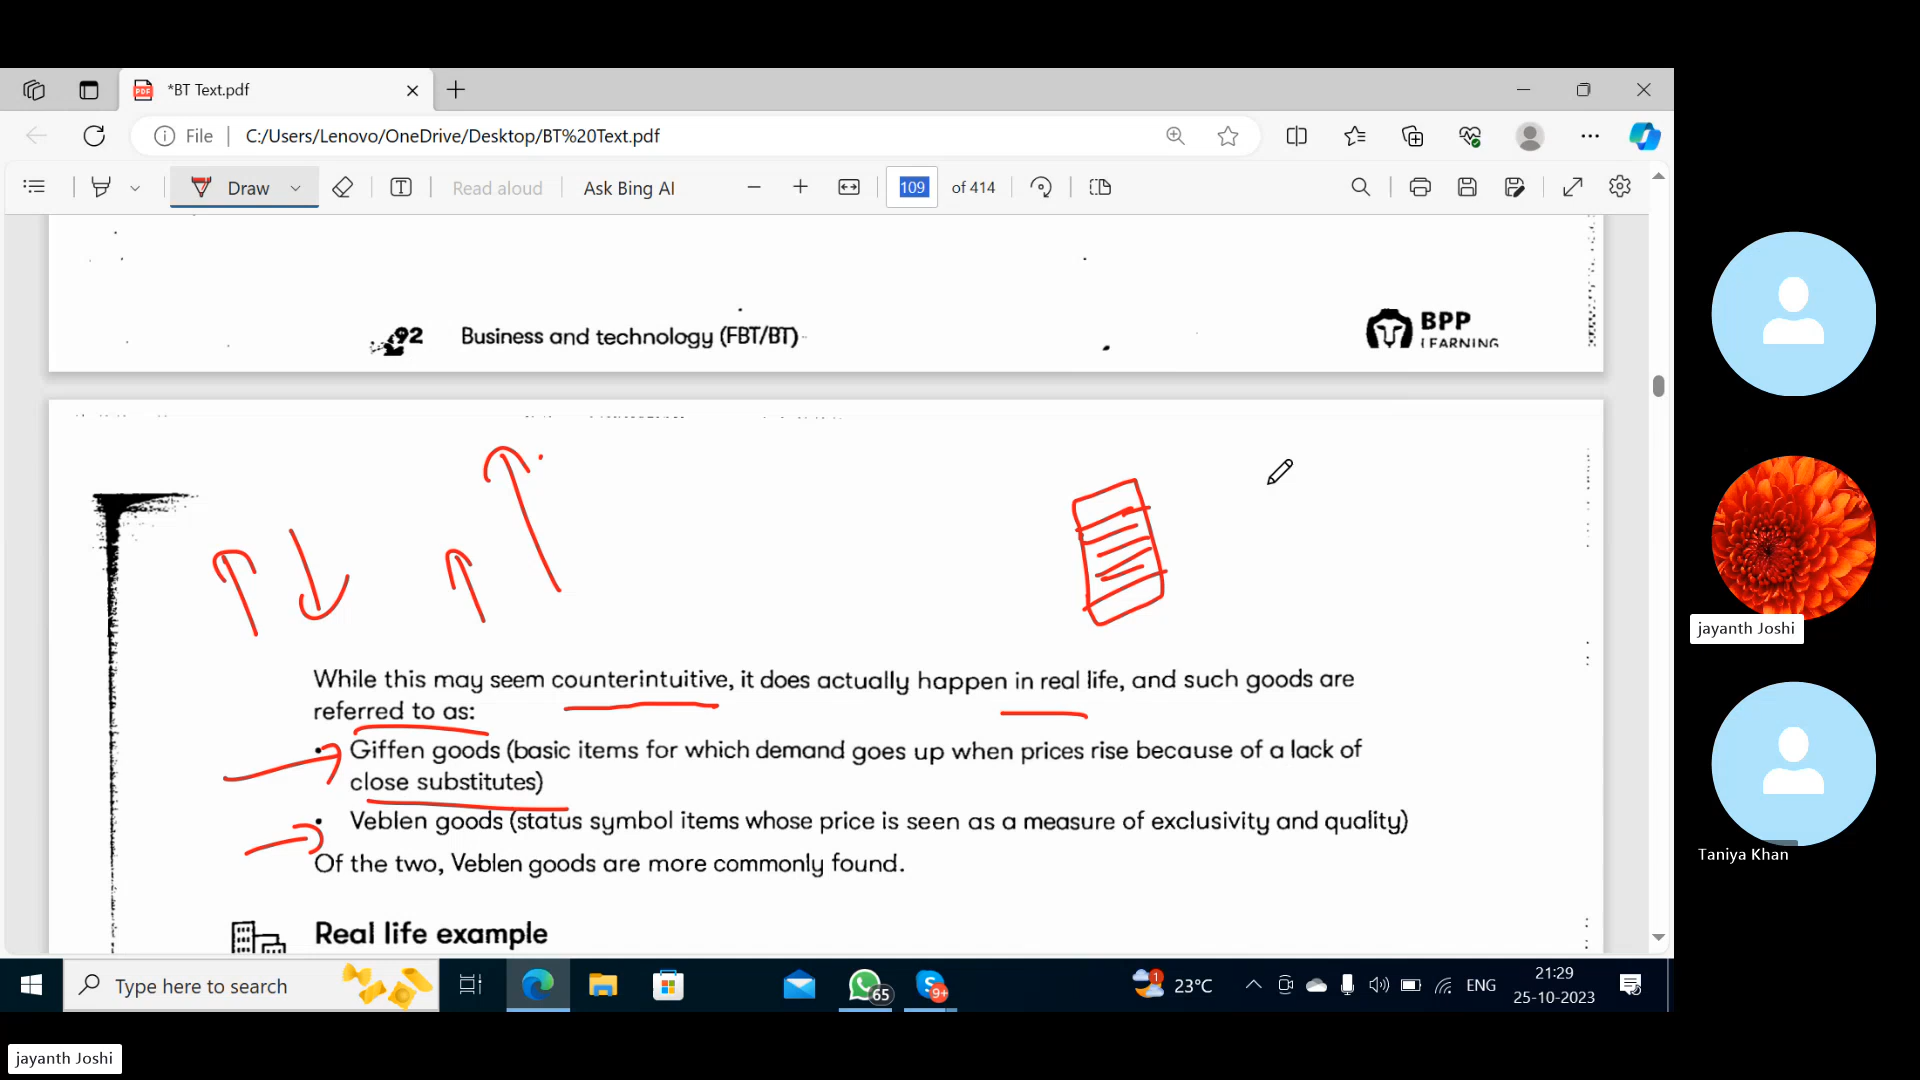 *BT Text.pdf
File
C:/Users/Lenovo/OneDrive/Desktop/BT%20Text.pdf
Draw
Read aloud
Ask Bing AI
109
of 414
92
Business and technology (FBT/BT)
BPP
LEARNING
While this may seem counterintuitive, it does actually happen in real life, and such goods are
referred to as:
• Giffen goods (basic items for which demand goes up when prices rise because of a lack of
close substitutes)
• Veblen goods (status symbol items whose price is seen as a measure of exclusivity and quality)
Of the two, Veblen goods are more commonly found.
Real life example
jayanth Joshi
Taniya Khan
Type here to search
65
9+
1
23°C
ENG
21:29
25-10-2023
jayanth Joshi